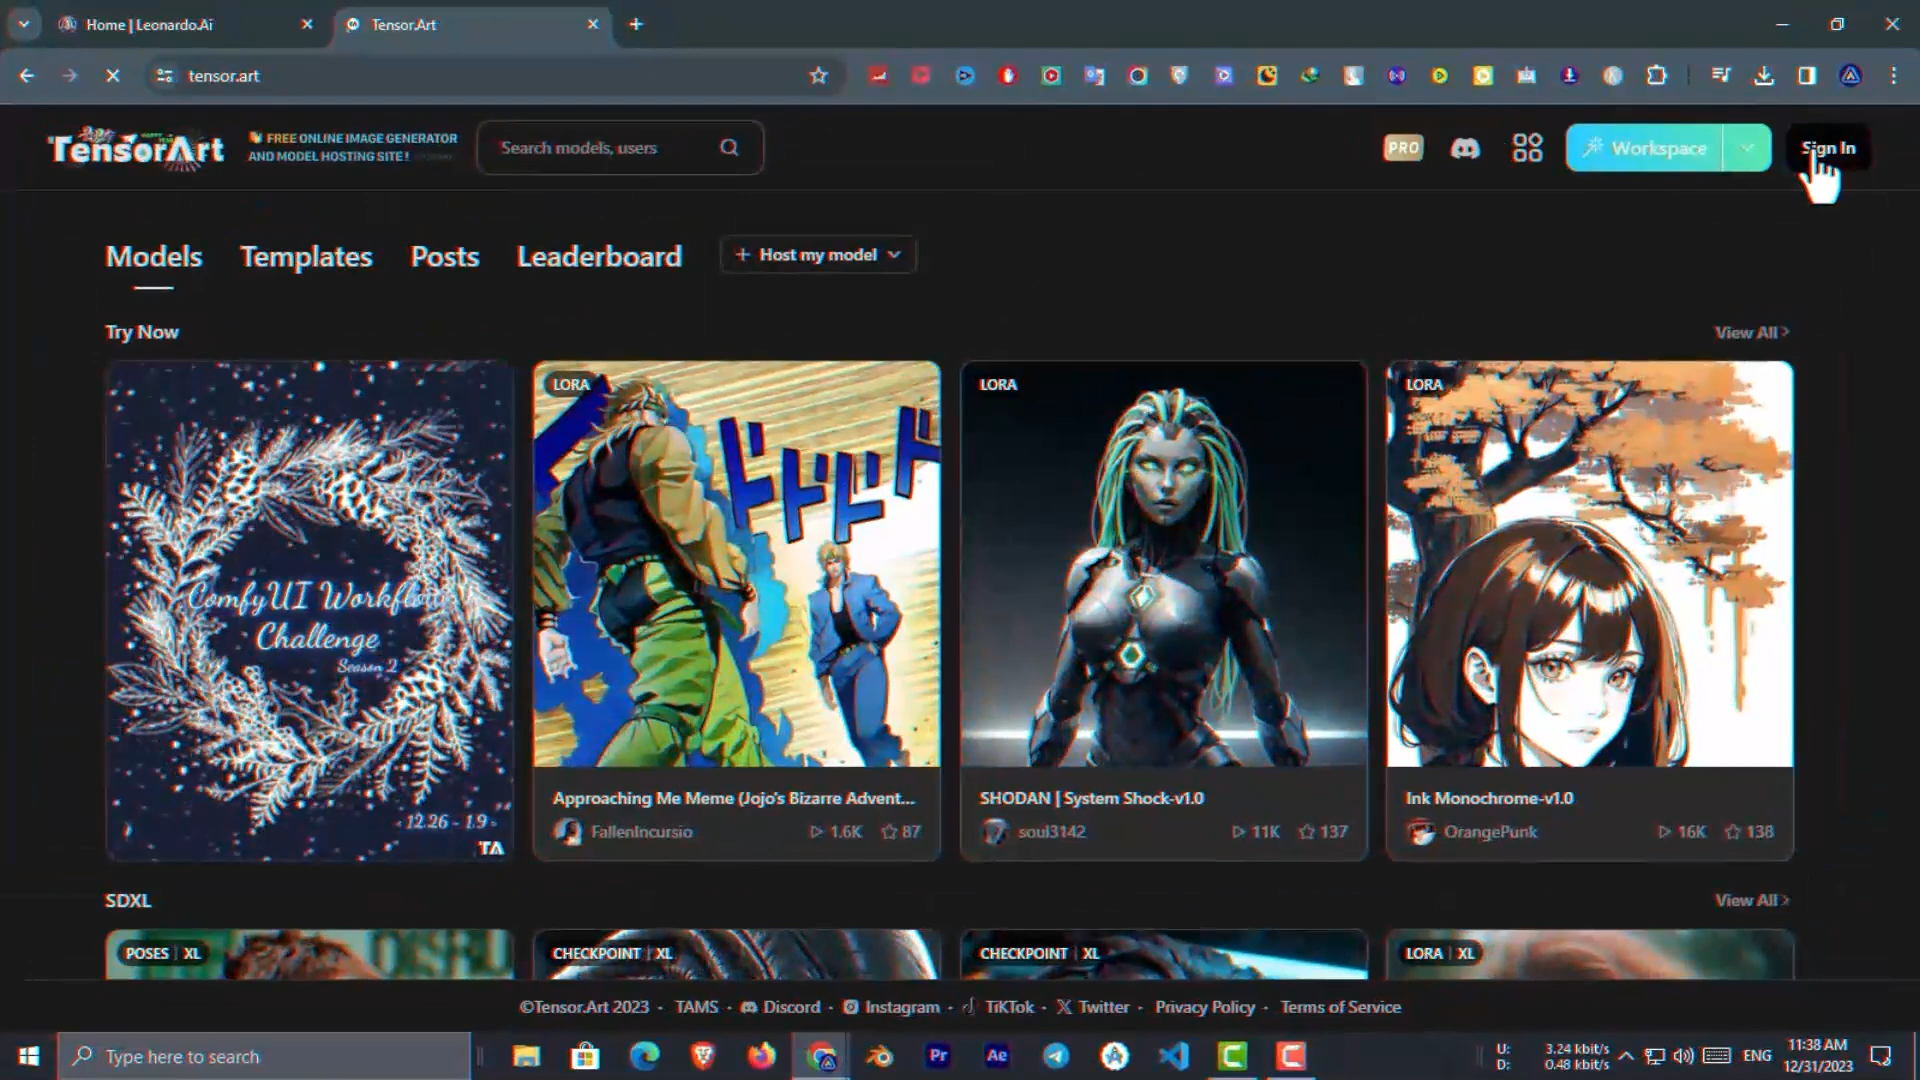 Home | Leonardo.Ai
Tensor.Art
tensor.art
TensorArt
FREE ONLINE IMAGE GENERATOR
AND MODEL HOSTING SITE !
Search models, users
PRO
Workspace
Sign In
Models
Templates
Posts
Leaderboard
+ Host my model
Try Now
View All >
ComfyUI Workflow
Challenge
Season 2
12.26 - 1.9
TA
LORA
ドドドド
Approaching Me Meme (Jojo's Bizarre Advent...
FallenIncursio
1.6K
87
LORA
SHODAN | System Shock-v1.0
soul3142
11K
137
LORA
Ink Monochrome-v1.0
OrangePunk
16K
138
SDXL
View All >
POSES | XL
CHECKPOINT | XL
CHECKPOINT | XL
LORA | XL
©Tensor.Art 2023 · TAMS · Discord · Instagram · TiKTok · Twitter · Privacy Policy · Terms of Service
Type here to search
Pr
Ae
U: 3.24 kbit/s
D: 0.48 kbit/s
ENG
11:38 AM
12/31/2023